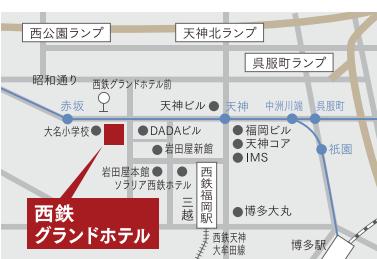 西公園ランプ
天神北ランプ
呉服町ランプ
昭和通り
西鉄グランドホテル前
赤坂
天神ビル
天神
中洲川端
呉服町
大名小学校
DADAビル
福岡ビル
天神コア
IMS
岩田屋新館
祇園
岩田屋本館
ソラリア西鉄ホテル
西鉄福岡駅
三越
西鉄
グランドホテル
博多大丸
西鉄天神
大牟田線
博多駅